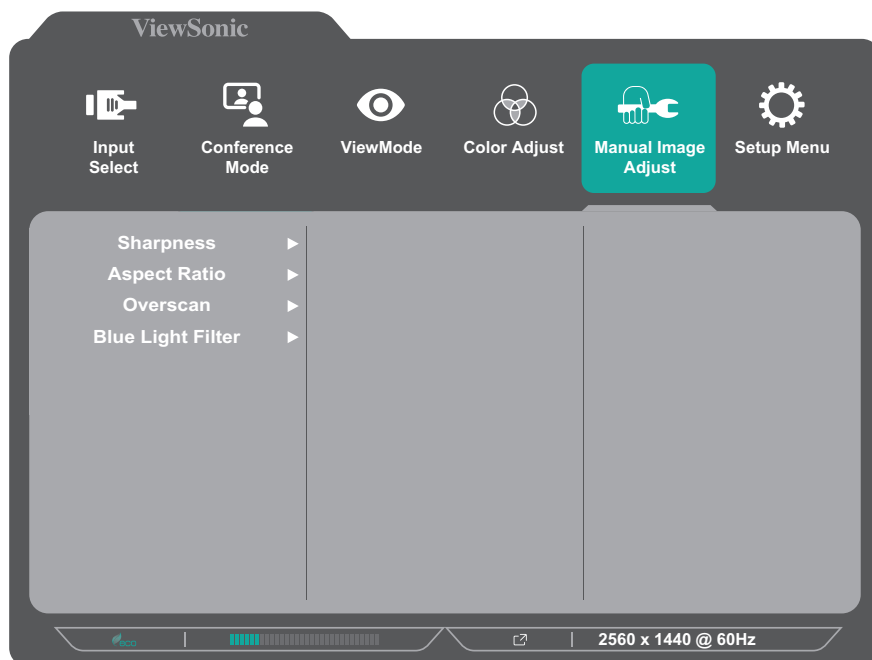 ViewSonic
Input
Select
Conference
Mode
ViewMode
Color Adjust
Manual Image
Adjust
Setup Menu
Sharpness
Aspect Ratio
Overscan
Blue Light Filter
eco
2560 x 1440 @ 60Hz